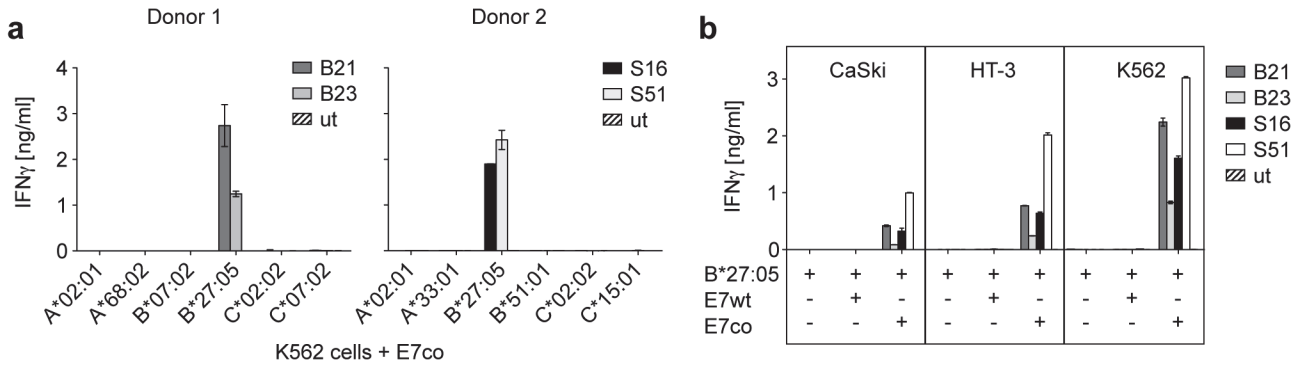 a
Donor 1
Donor 2
IFNγ [ng/ml]
4
3
2
1
0
B21
B23
ut
S16
S51
ut
A*02:01
A*68:02
B*07:02
B*27:05
C*02:02
C*07:02
A*02:01
A*33:01
B*27:05
B*51:01
C*02:02
C*15:01
K562 cells + E7co
b
CaSki HT-3 K562
IFNγ [ng/ml]
3
2
1
0
B21
B23
S16
S51
ut
B*27:05 + + + + + + + + +
E7wt - + - + - +
E7co - - + - - + - - +